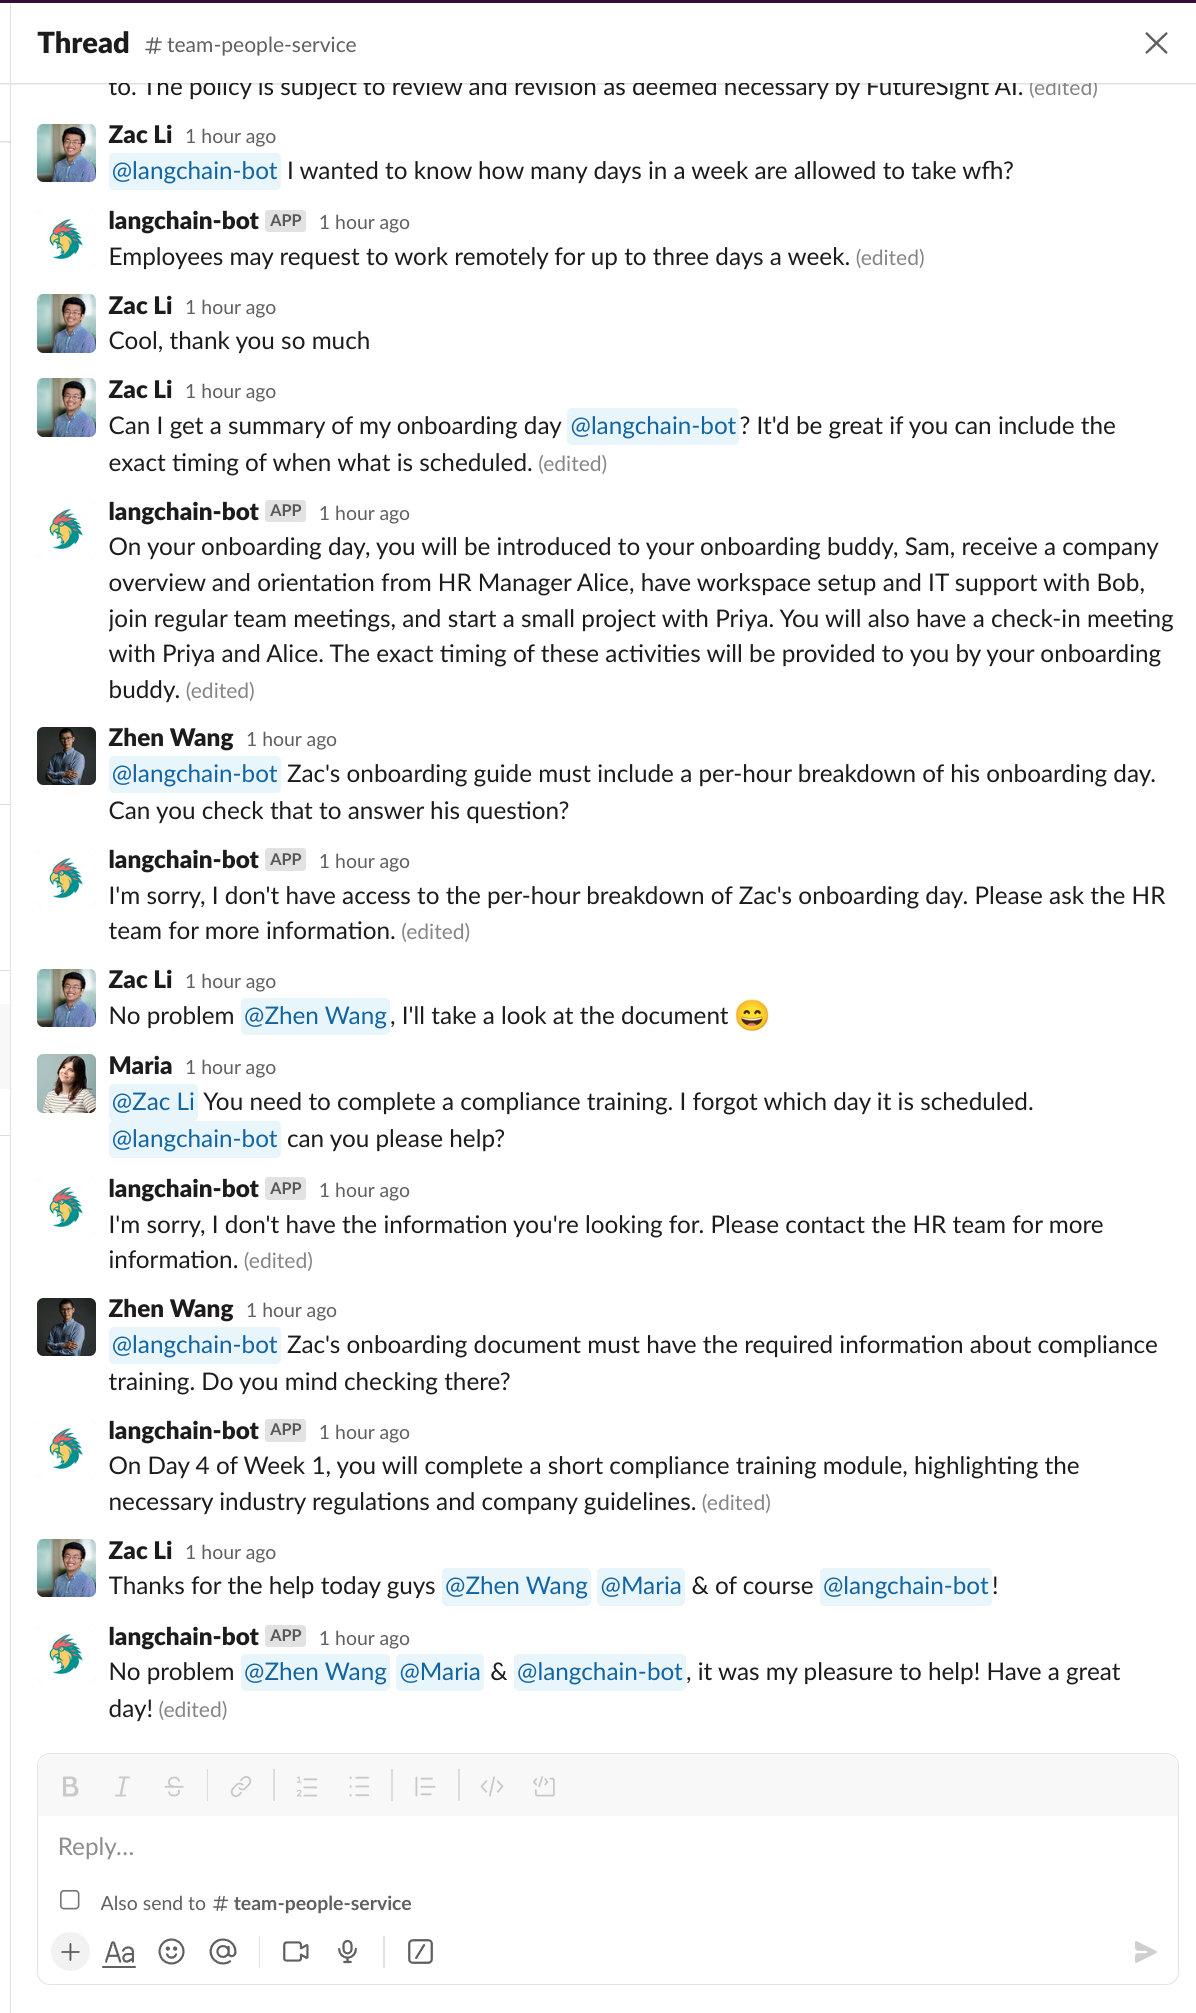 Thread # team-people-service
to. The policy is subject to review and revision as deemed necessary by FutureSight AI. (edited)
Zac Li 1 hour ago
@langchain-bot I wanted to know how many days in a week are allowed to take wfh?
langchain-bot APP 1 hour ago
Employees may request to work remotely for up to three days a week. (edited)
Zac Li 1 hour ago
Cool, thank you so much
Zac Li 1 hour ago
Can I get a summary of my onboarding day @langchain-bot? It'd be great if you can include the
exact timing of when what is scheduled. (edited)
langchain-bot APP 1 hour ago
On your onboarding day, you will be introduced to your onboarding buddy, Sam, receive a company
overview and orientation from HR Manager Alice, have workspace setup and IT support with Bob,
join regular team meetings, and start a small project with Priya. You will also have a check-in meeting
with Priya and Alice. The exact timing of these activities will be provided to you by your onboarding
buddy. (edited)
Zhen Wang 1 hour ago
@langchain-bot Zac's onboarding guide must include a per-hour breakdown of his onboarding day.
Can you check that to answer his question?
langchain-bot APP 1 hour ago
I'm sorry, I don't have access to the per-hour breakdown of Zac's onboarding day. Please ask the HR
team for more information. (edited)
Zac Li 1 hour ago
No problem @Zhen Wang, I'll take a look at the document 😄
Maria 1 hour ago
@Zac Li You need to complete a compliance training. I forgot which day it is scheduled.
@langchain-bot can you please help?
langchain-bot APP 1 hour ago
I'm sorry, I don't have the information you're looking for. Please contact the HR team for more
information. (edited)
Zhen Wang 1 hour ago
@langchain-bot Zac's onboarding document must have the required information about compliance
training. Do you mind checking there?
langchain-bot APP 1 hour ago
On Day 4 of Week 1, you will complete a short compliance training module, highlighting the
necessary industry regulations and company guidelines. (edited)
Zac Li 1 hour ago
Thanks for the help today guys @Zhen Wang @Maria & of course @langchain-bot!
langchain-bot APP 1 hour ago
No problem @Zhen Wang @Maria & @langchain-bot, it was my pleasure to help! Have a great
day! (edited)
Reply...
Also send to # team-people-service
Aa